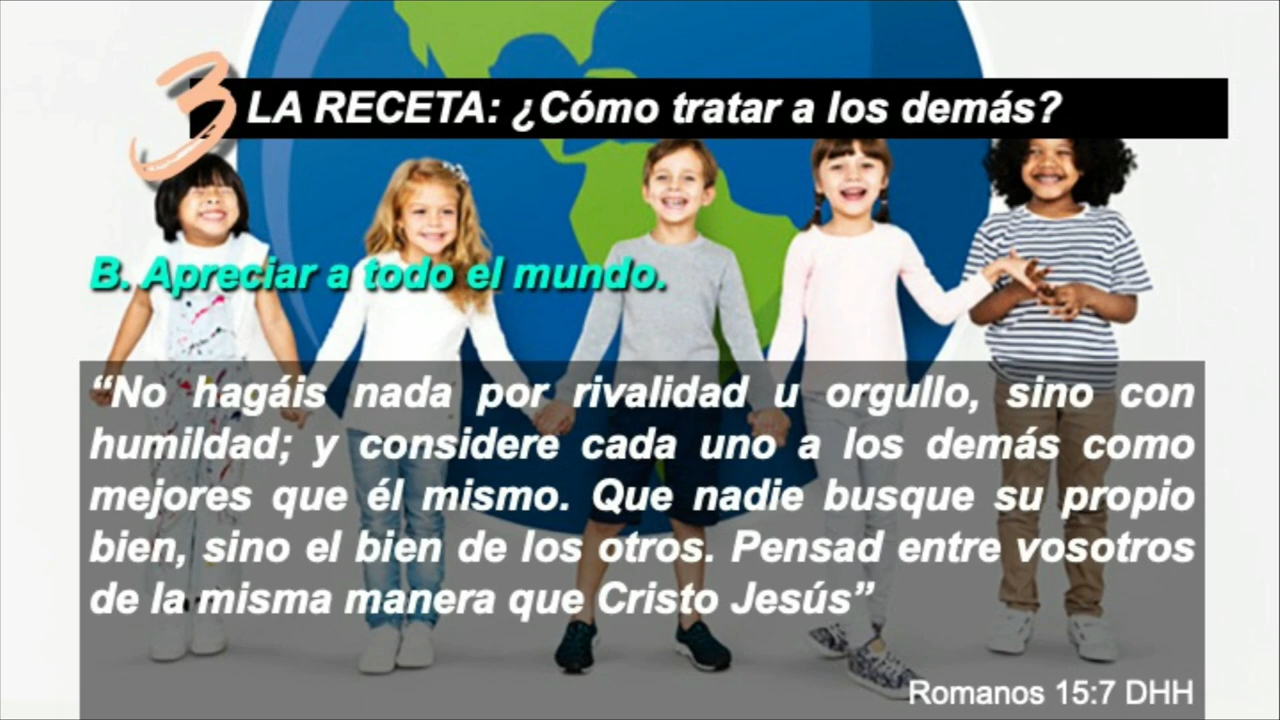 3 LA RECETA: ¿Cómo tratar a los demás?
B. Apreciar a todo el mundo.
“No hagáis nada por rivalidad u orgullo, sino con
humildad; y considere cada uno a los demás como
mejores que él mismo. Que nadie busque su propio
bien, sino el bien de los otros. Pensad entre vosotros
de la misma manera que Cristo Jesús”
Romanos 15:7 DHH